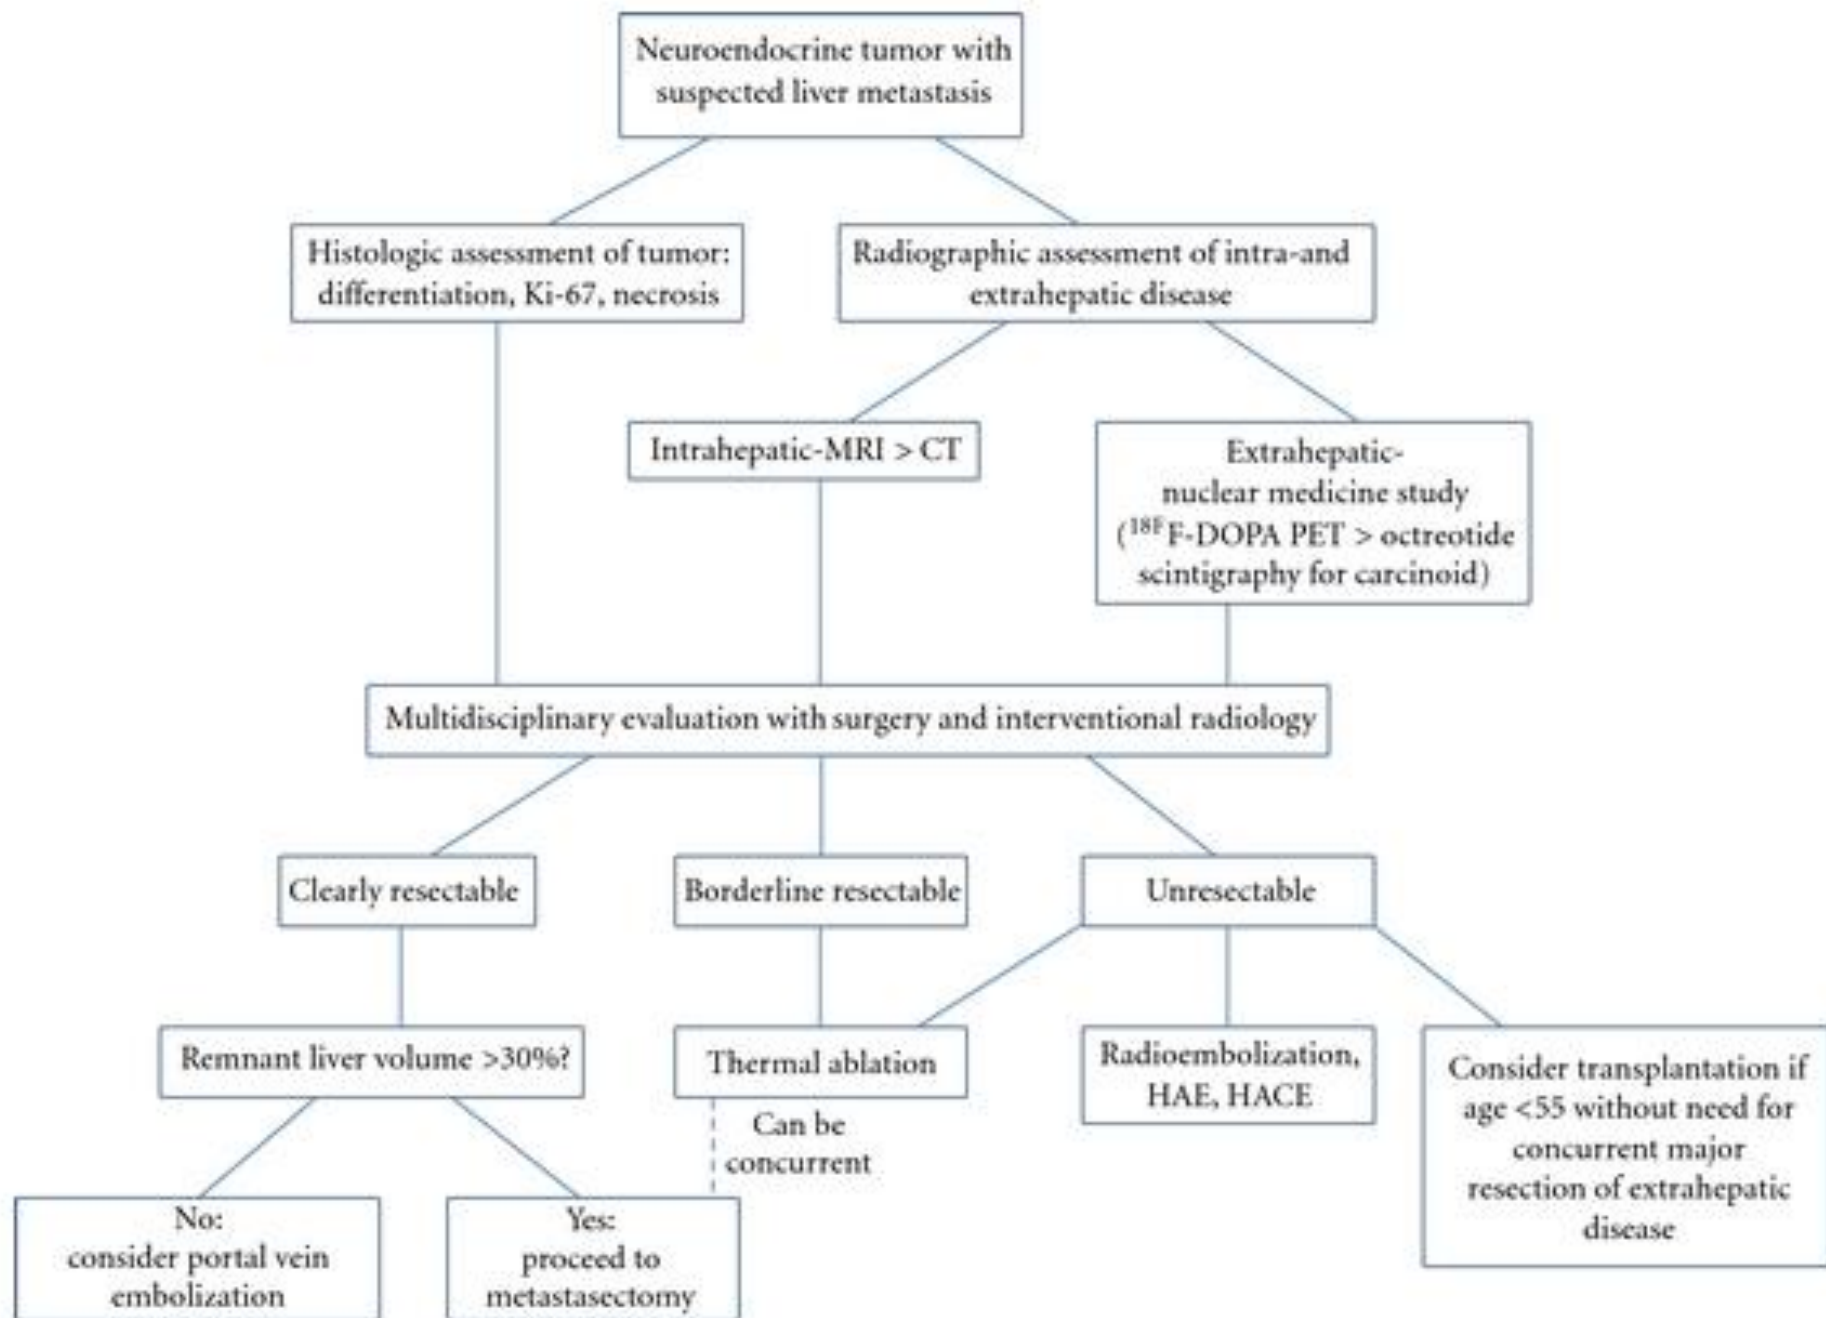 Neuroendocrine tumor with
suspected liver metastasis
Histologic assessment of tumor:
differentiation, Ki-67, necrosis
Radiographic assessment of intra-and
extrahepatic disease
Intrahepatic-MRI > CT
Extrahepatic-
nuclear medicine study
(¹⁸ᶠF-DOPA PET > octreotide
scintigraphy for carcinoid)
Multidisciplinary evaluation with surgery and interventional radiology
Clearly resectable
Borderline resectable
Unresectable
Remnant liver volume >30%?
Thermal ablation
Radioembolization,
HAE, HACE
Consider transplantation if
age <55 without need for
concurrent major
resection of extrahepatic
disease
Can be
concurrent
No:
consider portal vein
embolization
Yes:
proceed to
metastasectomy